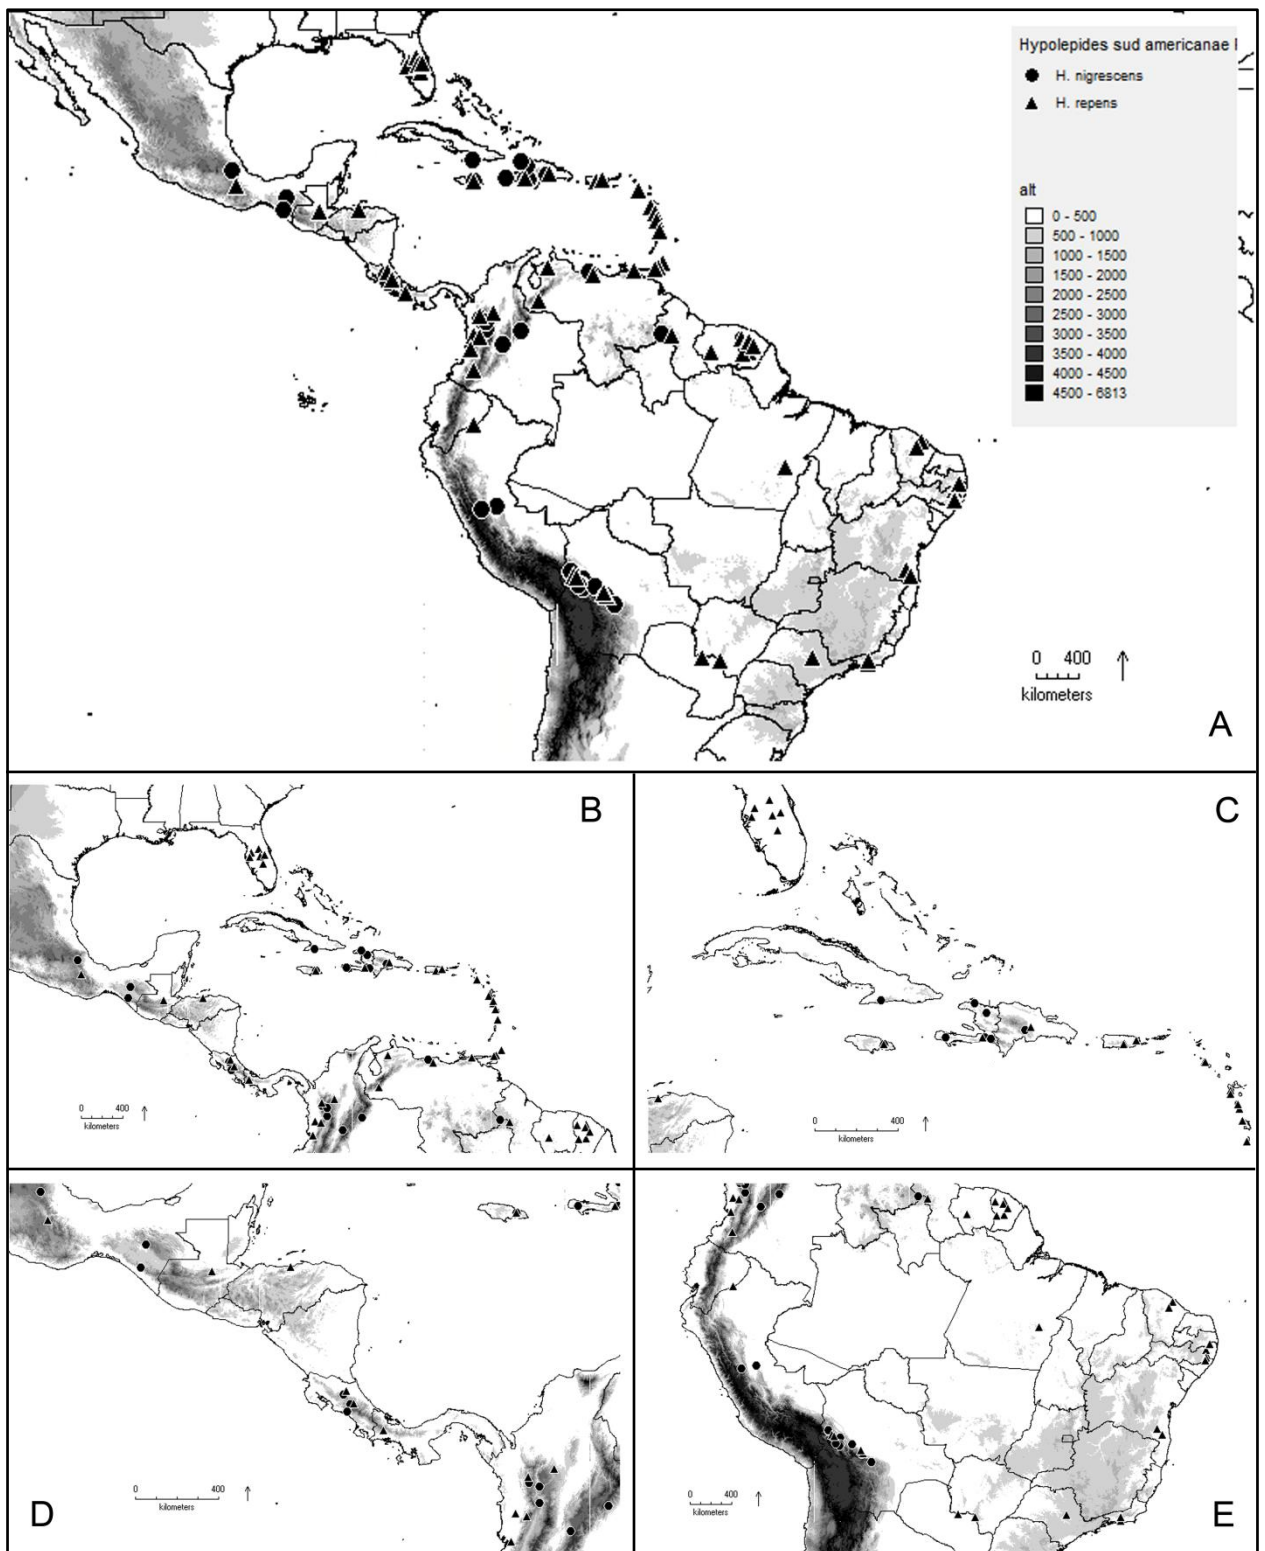 Hypolepides sud americanae
H. nigrescens
H. repens
alt
0 - 500
500 - 1000
1000 - 1500
1500 - 2000
2000 - 2500
2500 - 3000
3000 - 3500
3500 - 4000
4000 - 4500
4500 - 6813
0 400
kilometers
A
B
0 400
kilometers
C
0 400
kilometers
D
0 400
kilometers
E
0 400
kilometers